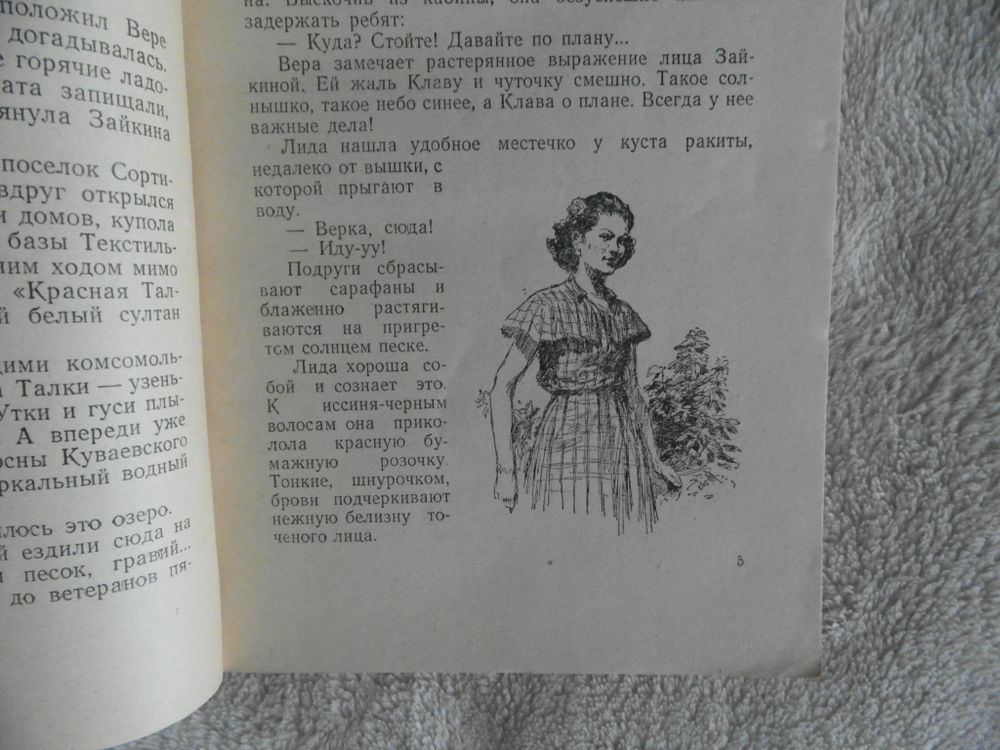 положил Вере
догадывалась.
горячие ладо-
запищали,
янула Зайкина
поселок Сорти-
вдруг открылся
и домов, купола
базы Текстиль-
ним ходом мимо
«Красная Тал-
й белый султан
щими комсомоль-
Талки — узень-
Утки и гуси плы-
А впереди уже
осны Куваевского
ркальный водный
лось это озеро.
й ездили сюда на
и песок, гравий...
до ветеранов пя-
задержать ребят:
— Куда? Стойте! Давайте по плану...
Вера замечает растерянное выражение лица Зай-
киной. Ей жаль Клаву и чуточку смешно. Такое сол-
нышко, такое небо синее, а Клава о плане. Всегда у нее
важные дела!
Лида нашла удобное местечко у куста ракиты,
недалеко от вышки, с
которой прыгают в
воду.
— Верка, сюда!
— Иду-уу!
Подруги сбрасы-
вают сарафаны и
блаженно растяги-
ваются на пригре-
том солнцем песке.
Лида хороша со-
бой и сознает это.
К иссиня-черным
волосам она прико-
лола красную бу-
мажную розочку.
Тонкие, шнурочком,
брови подчеркивают
нежную белизну то-
ченого лица.
5